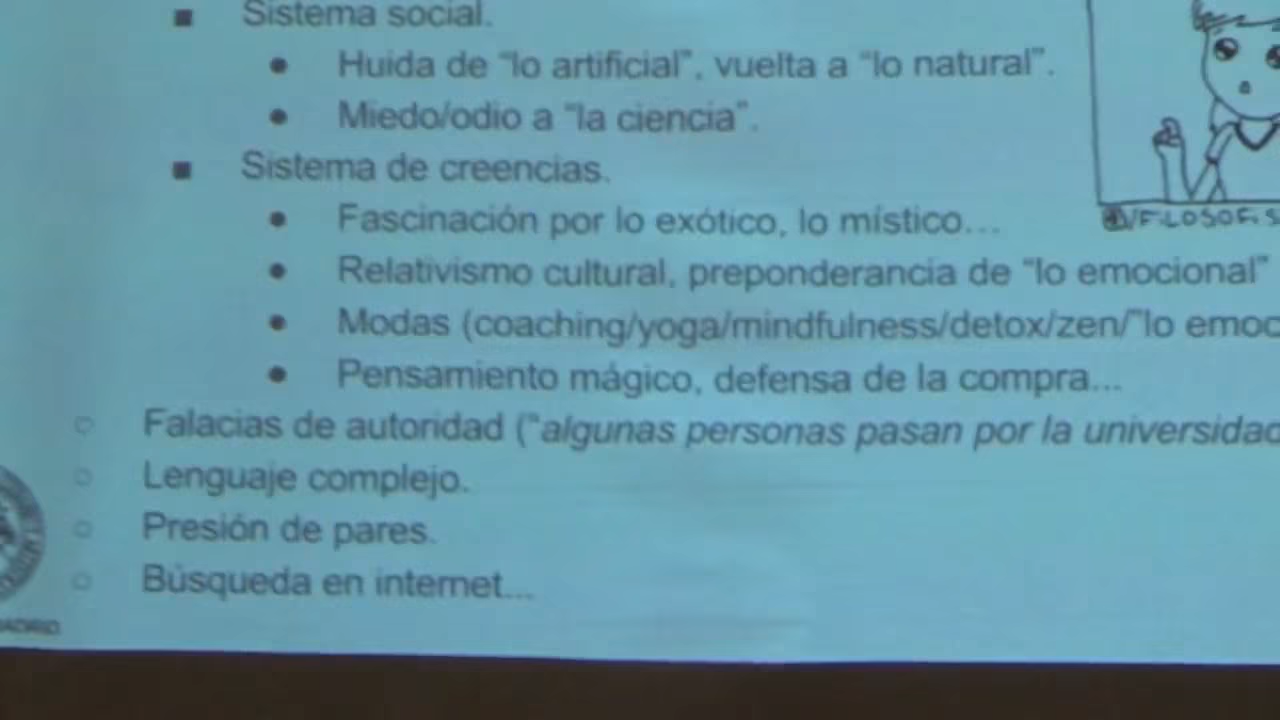 Sistema social.
Huida de "lo artificial", vuelta a "lo natural".
Miedo/odio a "la ciencia".
Sistema de creencias.
Fascinación por lo exótico, lo místico...
Relativismo cultural, preponderancia de "lo emocional"
Modas (coaching/yoga/mindfulness/detox/zen/"lo emoc
Pensamiento mágico, defensa de la compra...
Falacias de autoridad ("algunas personas pasan por la universidad
Lenguaje complejo.
Presión de pares.
Búsqueda en internet...